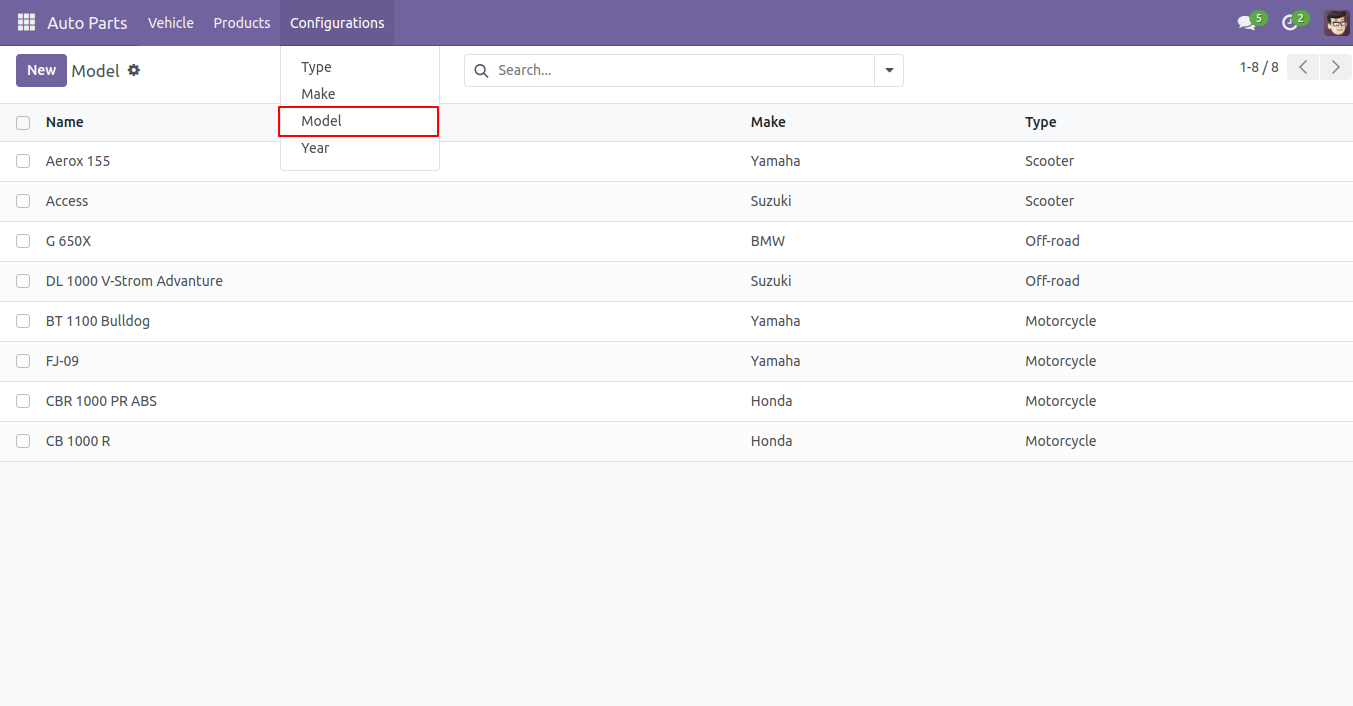 Auto Parts Vehicle Products Configurations 5 2
New Model Search... 1-8 / 8
Type
Make
Model
Year
Name Make Type
Aerox 155 Yamaha Scooter
Access Suzuki Scooter
G 650X BMW Off-road
DL 1000 V-Strom Advanture Suzuki Off-road
BT 1100 Bulldog Yamaha Motorcycle
FJ-09 Yamaha Motorcycle
CBR 1000 PR ABS Honda Motorcycle
CB 1000 R Honda Motorcycle